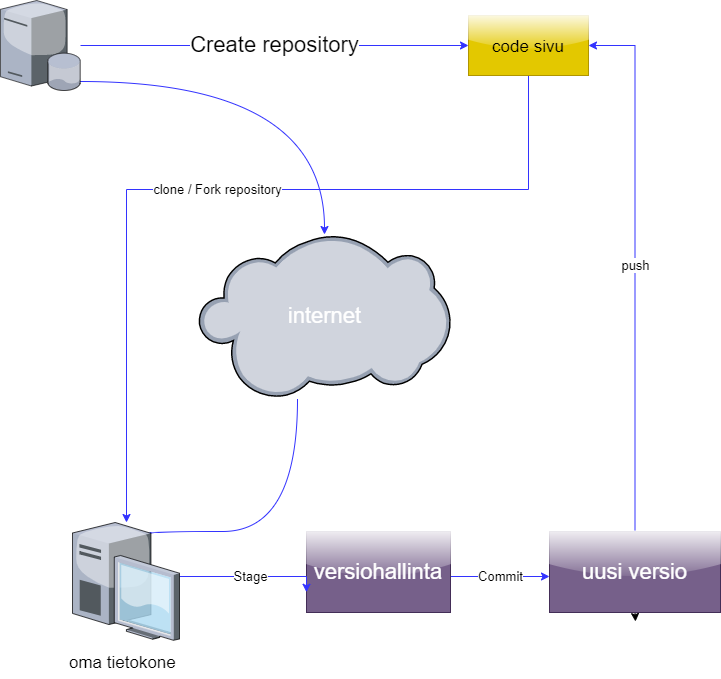 Create repository
code sivu
clone / Fork repository
push
internet
Stage
versiohallinta
Commit
uusi versio
oma tietokone